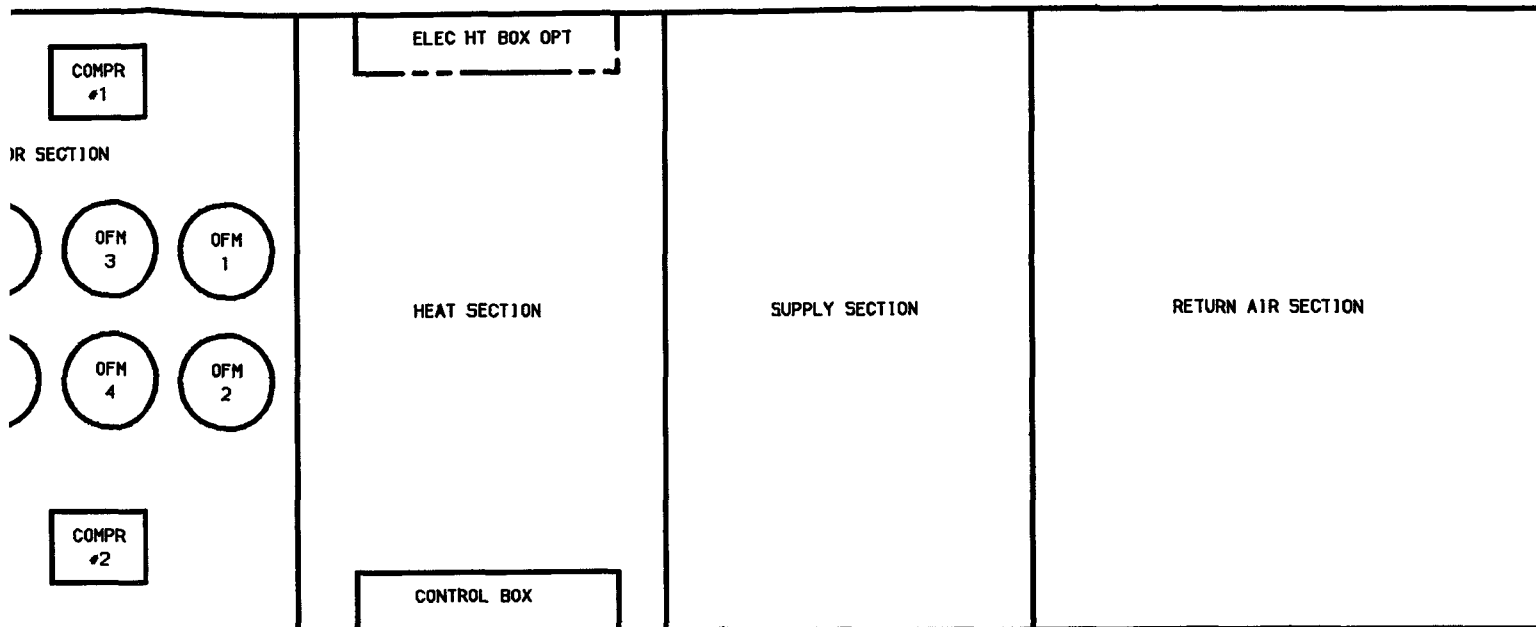 ELEC HT BOX OPT
COMPR
#1
OR SECTION
OFM
3
OFM
1
HEAT SECTION
SUPPLY SECTION
RETURN AIR SECTION
OFM
4
OFM
2
COMPR
#2
CONTROL BOX